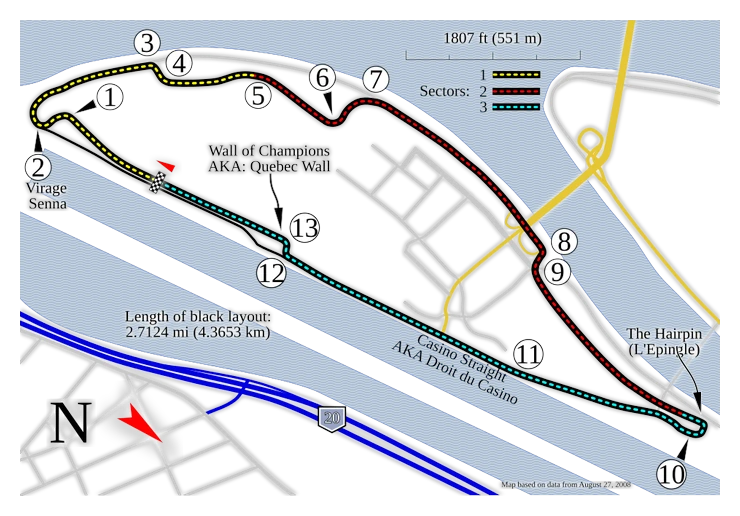 1807 ft (551 m)
Sectors:
1
2
3
3
4
5
6
7
1
2
Virage
Senna
Wall of Champions
AKA: Quebec Wall
13
12
8
9
Length of black layout:
2.7124 mi (4.3653 km)
Casino Straight
AKA Droit du Casino
11
The Hairpin
(L'Epingle)
10
N
20
Map based on data from August 27, 2008